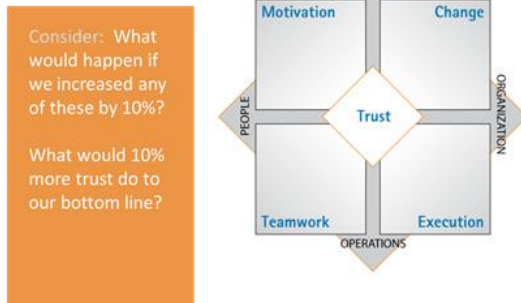 Consider: What
would happen if
we increased any
of these by 10%?
What would 10%
more trust do to
our bottom line?
Motivation
Change
PEOPLE
Trust
ORGANIZATION
Teamwork
Execution
OPERATIONS